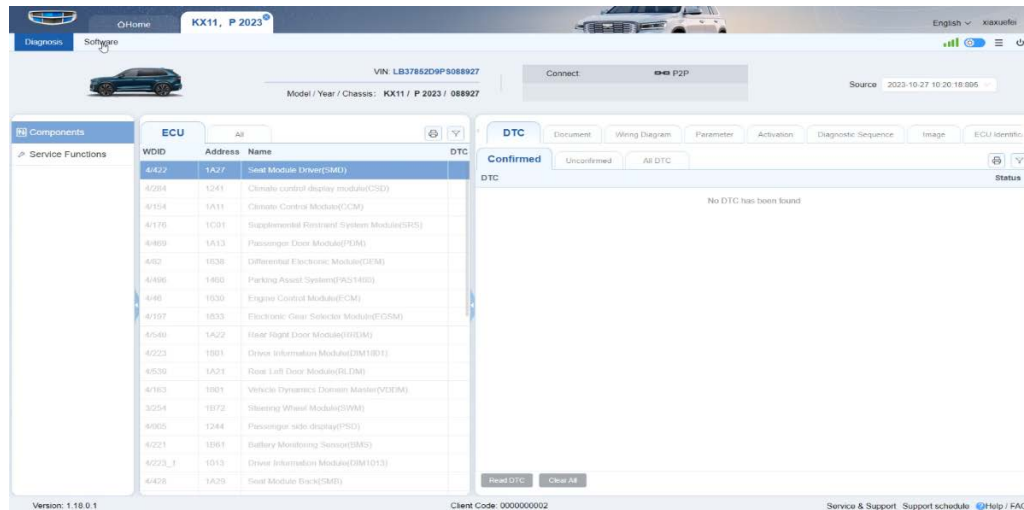 Home
KX11, P 2023
English
xiaxuefei
Diagnosis
Software
VIN: LB37852D9PS088927
Model / Year / Chassis: KX11 / P 2023 / 088927
Connect:
P2P
Source
2023-10-27 10:20:18:895
Components
Service Functions
ECU
All
WDID Address Name DTC
4/422 1A27 Seat Module Driver(SMD)
4/284 1241 Climate control display module(CSD)
4/154 1A11 Climate Control Module(CCM)
4/176 1C01 Supplemental Restraint System Module(SRS)
4/469 1A13 Passenger Door Module(PDM)
4/82 1636 Differential Electronic Module(DEM)
4/496 Parking Assist System(PAS1400)
4/46 1630 Engine Control Module(ECM)
4/197 1633 Electronic Gear Selector Module(EGSM)
4/540 1A22 Rear Right Door Module(RRDM)
4/223 1801 Driver Information Module(DIM1801)
4/539 1A21 Rear Left Door Module(RLDM)
4/163 1601 Vehicle Dynamics Domain Master(VDDM)
3/254 1B72 Steering Wheel Module(SWM)
1244 Passenger side display(PSD)
4/221 1B61 Battery Monitoring Sensor(BMS)
4/223_1 1013 Driver Information Module(DIM1013)
4/428 Seat Module Back(SMB)
DTC
Document
Wiring Diagram
Parameter
Activation
Diagnostic Sequence
Image
ECU Identific
Confirmed
Unconfirmed
All DTC
DTC Status
No DTC has been found
Read DTC
Clear All
Version: 1.18.0.1
Client Code: 0000000002
Service & Support
Support schedule
Help / FAQ